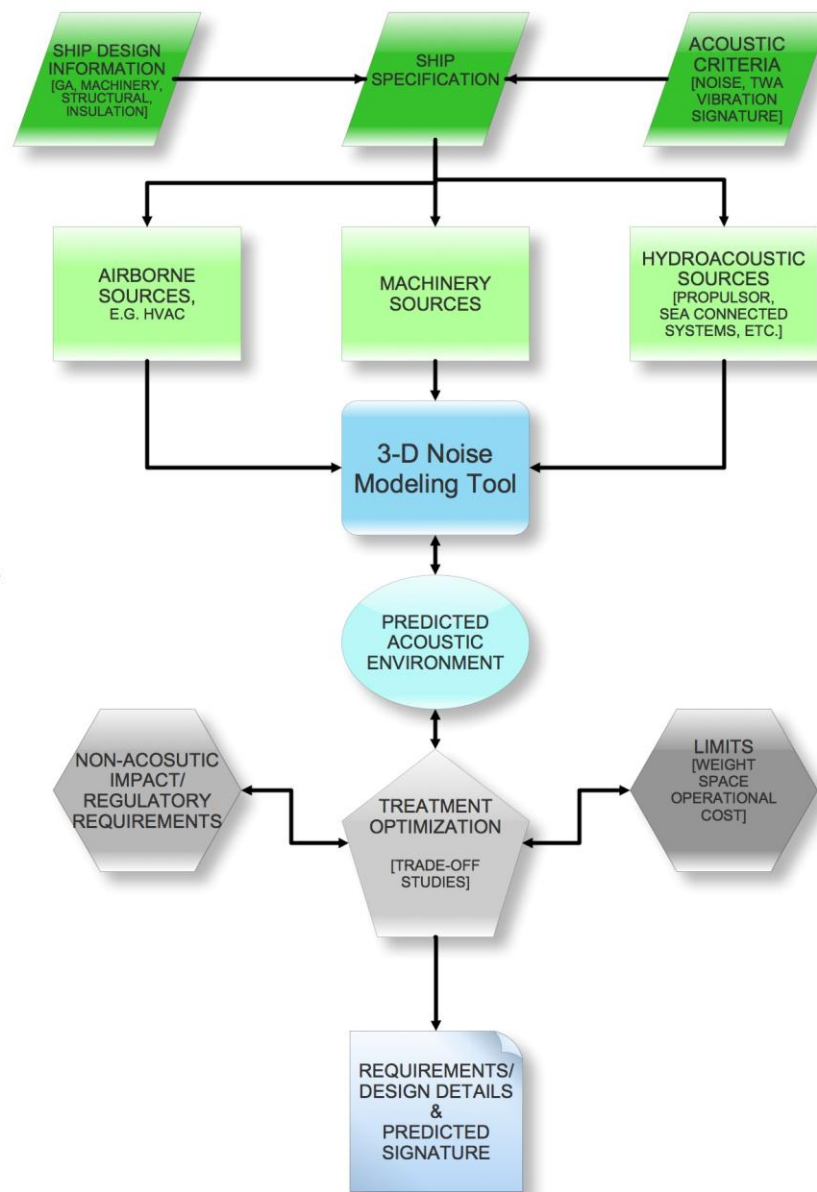 SHIP DESIGN
INFORMATION
[GA, MACHINERY,
STRUCTURAL,
INSULATION]
SHIP
SPECIFICATION
ACOUSTIC
CRITERIA
[NOISE, TWA
VIBRATION
SIGNATURE]
AIRBORNE
SOURCES,
E.G. HVAC
MACHINERY
SOURCES
HYDROACOUSTIC
SOURCES
[PROPULSOR,
SEA CONNECTED
SYSTEMS, ETC.]
3-D Noise
Modeling Tool
PREDICTED
ACOUSTIC
ENVIRONMENT
NON-ACOSUTIC
IMPACT/
REGULATORY
REQUIREMENTS
TREATMENT
OPTIMIZATION
[TRADE-OFF
STUDIES]
LIMITS
[WEIGHT
SPACE
OPERATIONAL
COST]
REQUIREMENTS/
DESIGN DETAILS
&
PREDICTED
SIGNATURE